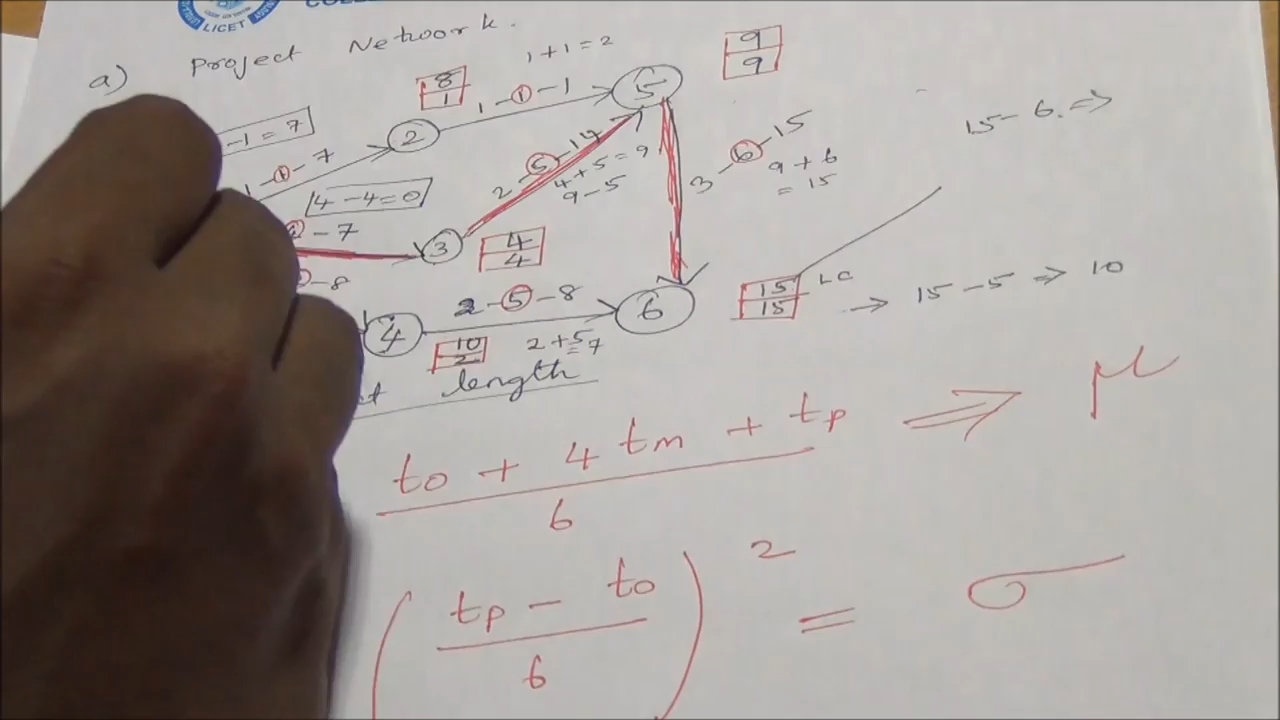 LICET
a) Project Network.
1 + 1 = 2
9
9
8
1
1 - 1 - 1
5
15 - 6 ⇒
-1 = 7
2
1 - 1 - 7
2 - 5 - 14
4 + 5 = 9
9 - 5
3 - 6 - 15
9 + 6
= 15
4 - 4 = 0
- 7
3
4
4
- 8
2 - 5 - 8
6
15
15
LC
→ 15 - 5 ⇒ 10
4
10
2
2 + 5 = 7
length
to + 4 tm + tp ⇒ μ
6
(tp - to)² = σ
6